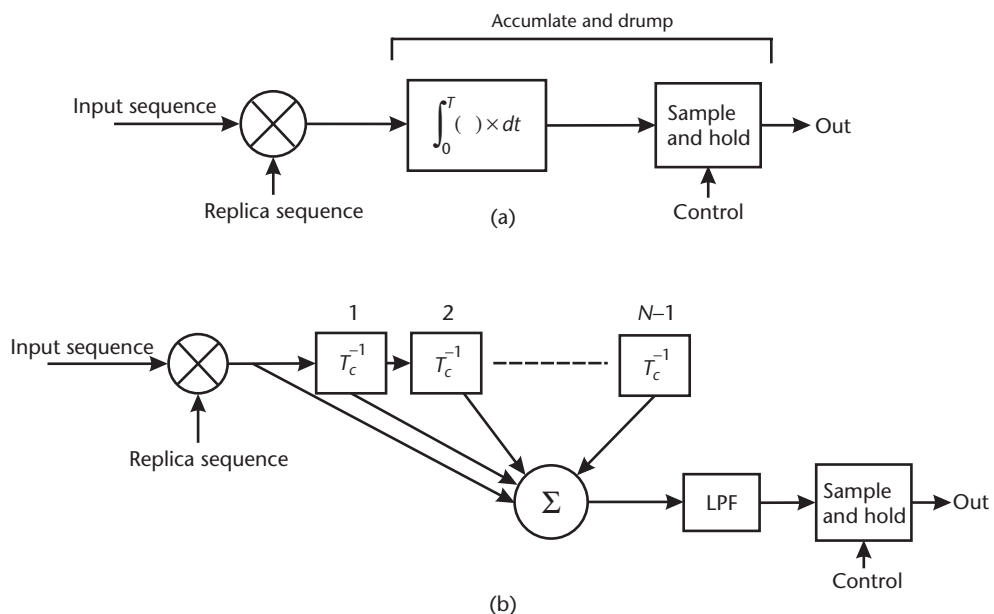 Accumlate and drump
Input sequence
∫₀ᵀ( )×dt
Sample
and hold
Out
Replica sequence
Control
(a)
1 2 N–1
Input sequence
T_c^{-1} T_c^{-1} T_c^{-1}
Replica sequence
Σ
LPF
Sample
and hold
Out
Control
(b)